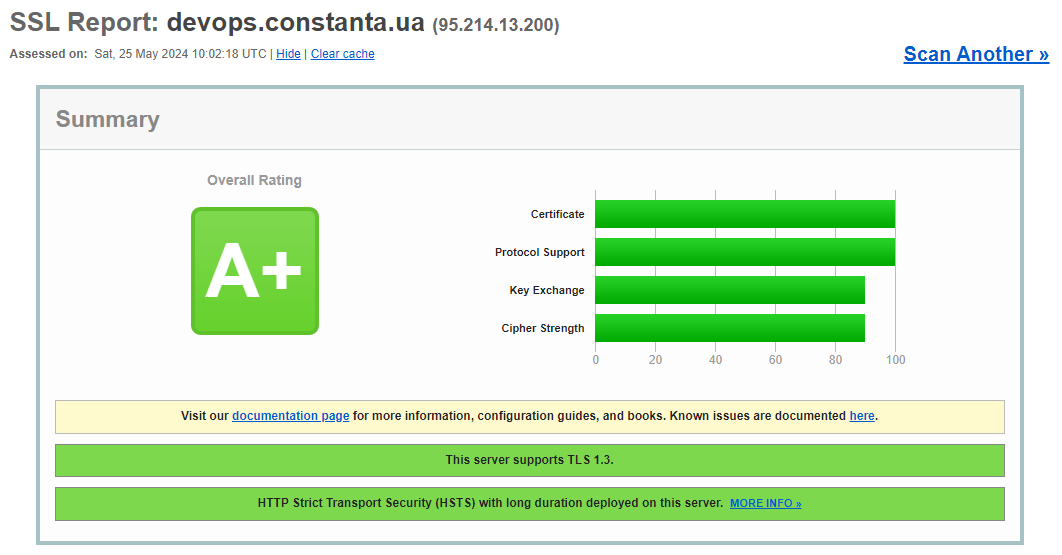 SSL Report: devops.constanta.ua (95.214.13.200)
Assessed on: Sat, 25 May 2024 10:02:18 UTC | Hide | Clear cache
Scan Another »
Summary
Overall Rating
A+
Certificate
Protocol Support
Key Exchange
Cipher Strength
0 20 40 60 80 100
Visit our documentation page for more information, configuration guides, and books. Known issues are documented here.
This server supports TLS 1.3.
HTTP Strict Transport Security (HSTS) with long duration deployed on this server. MORE INFO »